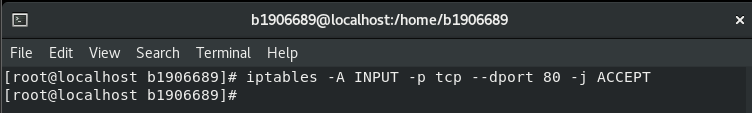 b1906689@localhost:/home/b1906689
File Edit View Search Terminal Help
[root@localhost b1906689]# iptables -A INPUT -p tcp --dport 80 -j ACCEPT
[root@localhost b1906689]#